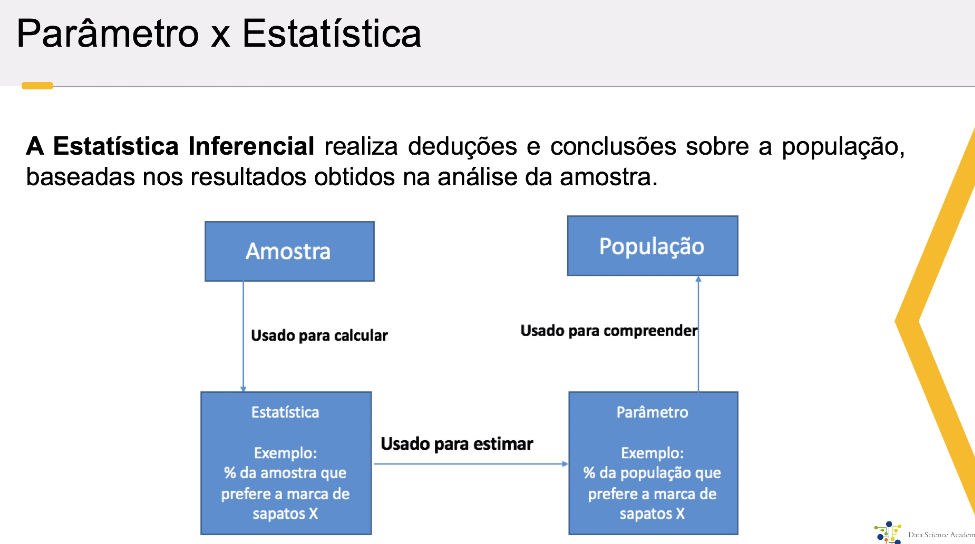 Parâmetro x Estatística
A Estatística Inferencial realiza deduções e conclusões sobre a população,
baseadas nos resultados obtidos na análise da amostra.
Amostra
População
Usado para calcular
Usado para compreender
Estatística
Exemplo:
% da amostra que
prefere a marca de
sapatos X
Usado para estimar
Parâmetro
Exemplo:
% da população que
prefere a marca de
sapatos X
Data Science Academ